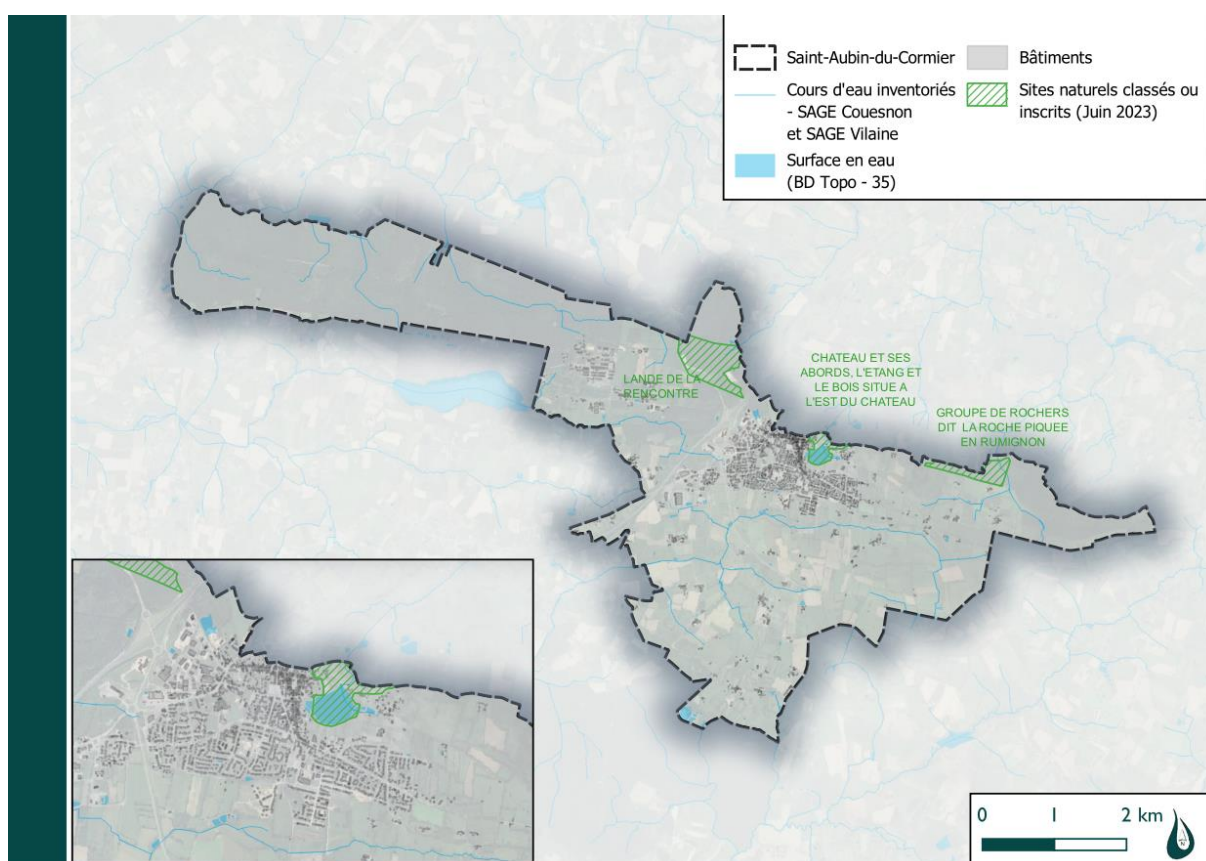 Saint-Aubin-du-Cormier
Cours d'eau inventoriés
- SAGE Couesnon
et SAGE Vilaine
Surface en eau
(BD Topo - 35)
Bâtiments
Sites naturels classés ou
inscrits (Juin 2023)
LANDE DE LA
RENCONTRE
CHATEAU ET SES
ABORDS, L'ETANG ET
LE BOIS SITUE A
L'EST DU CHATEAU
GROUPE DE ROCHERS
DIT LA ROCHE PIQUEE
EN RUMIGNON
0 1 2 km